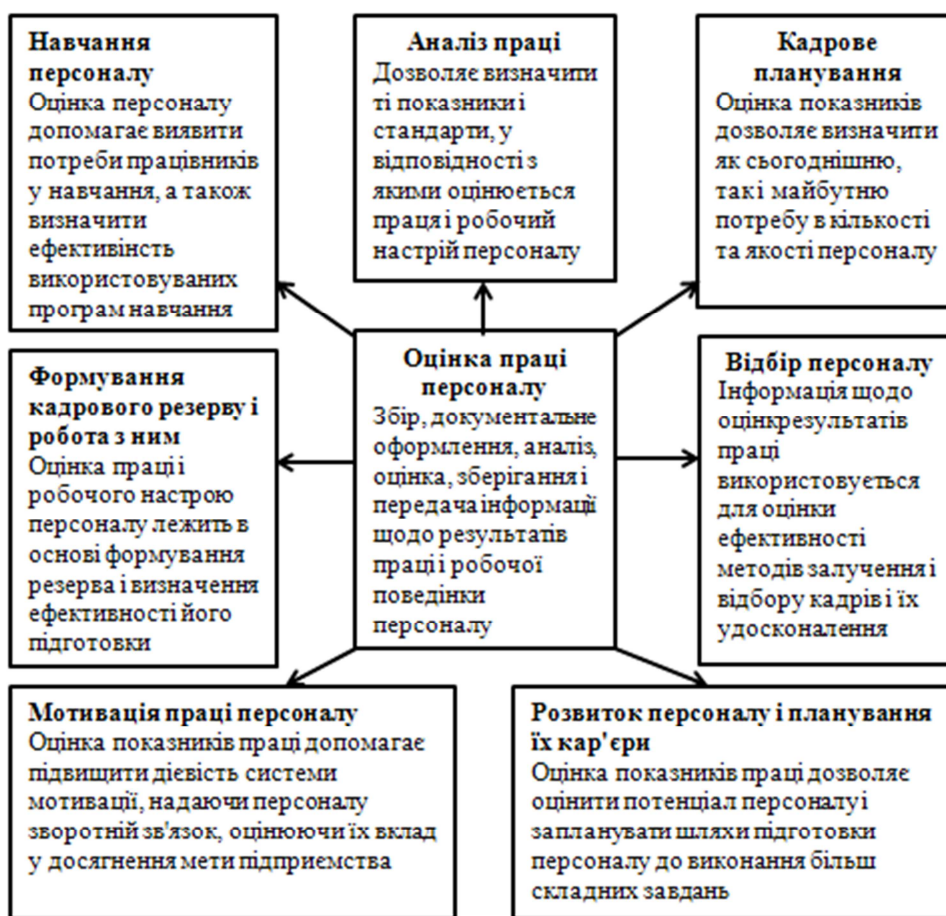 Навчання
персоналу
Оцінка персоналу
допомагає виявити
потреби працівників
у навчання, а також
визначити
ефективінсть
використовуваних
програм навчання
Аналіз праці
Дозволяє визначити
ті показники і
стандарти, у
відповідності з
якими оцінюється
праця і робочий
настрій персоналу
Кадрове
планування
Оцінка показників
дозволяє визначити
як сьогоднішню,
так і майбутню
потребу в кількості
та якості персоналу
Формування
кадрового резерву і
робота з ним
Оцінка праці і
робочого настрою
персоналу лежить в
основі формування
резерва і визначення
ефективності його
підготовки
Оцінка праці
персоналу
Збір, документальне
оформлення, аналіз,
оцінка, зберігання і
передача інформації
щодо результатів
праці і робочої
поведінки
персоналу
Відбір персоналу
Інформація щодо
оцінкрезультатів
праці
використовується
для оцінки
ефективності
методів залучення і
відбору кадрів і їх
удосконалення
Мотивація праці персоналу
Оцінка показників праці допомагає
підвищити дієвість системи
мотивації, надаючи персоналу
зворотній зв'язок, оцінюючи їх вклад
у досягнення мети підприємства
Розвиток персоналу і планування
їх кар'єри
Оцінка показників праці дозволяє
оцінити потенціал персоналу і
запланувати шляхи підготовки
персоналу до виконання більш
складних завдань